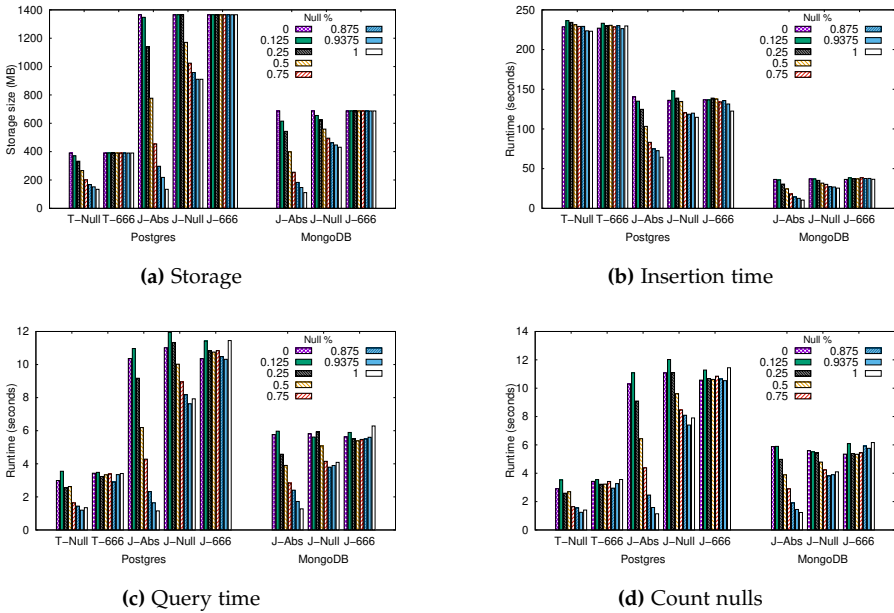 1400
1200
1000
800
600
400
200
0
Storage size (MB)
Null %
0 0.875
0.125 0.9375
0.25 1
0.5
0.75
T-Null T-666 J-Abs J-Null J-666 J-Abs J-Null J-666
Postgres MongoDB
(a) Storage
250
200
150
100
50
0
Runtime (seconds)
Null %
0 0.875
0.125 0.9375
0.25 1
0.5
0.75
T-Null T-666 J-Abs J-Null J-666 J-Abs J-Null J-666
Postgres MongoDB
(b) Insertion time
12
10
8
6
4
2
0
Runtime (seconds)
Null %
0 0.875
0.125 0.9375
0.25 1
0.5
0.75
T-Null T-666 J-Abs J-Null J-666 J-Abs J-Null J-666
Postgres MongoDB
(c) Query time
14
12
10
8
6
4
2
0
Runtime (seconds)
Null %
0 0.875
0.125 0.9375
0.25 1
0.5
0.75
T-Null T-666 J-Abs J-Null J-666 J-Abs J-Null J-666
Postgres MongoDB
(d) Count nulls